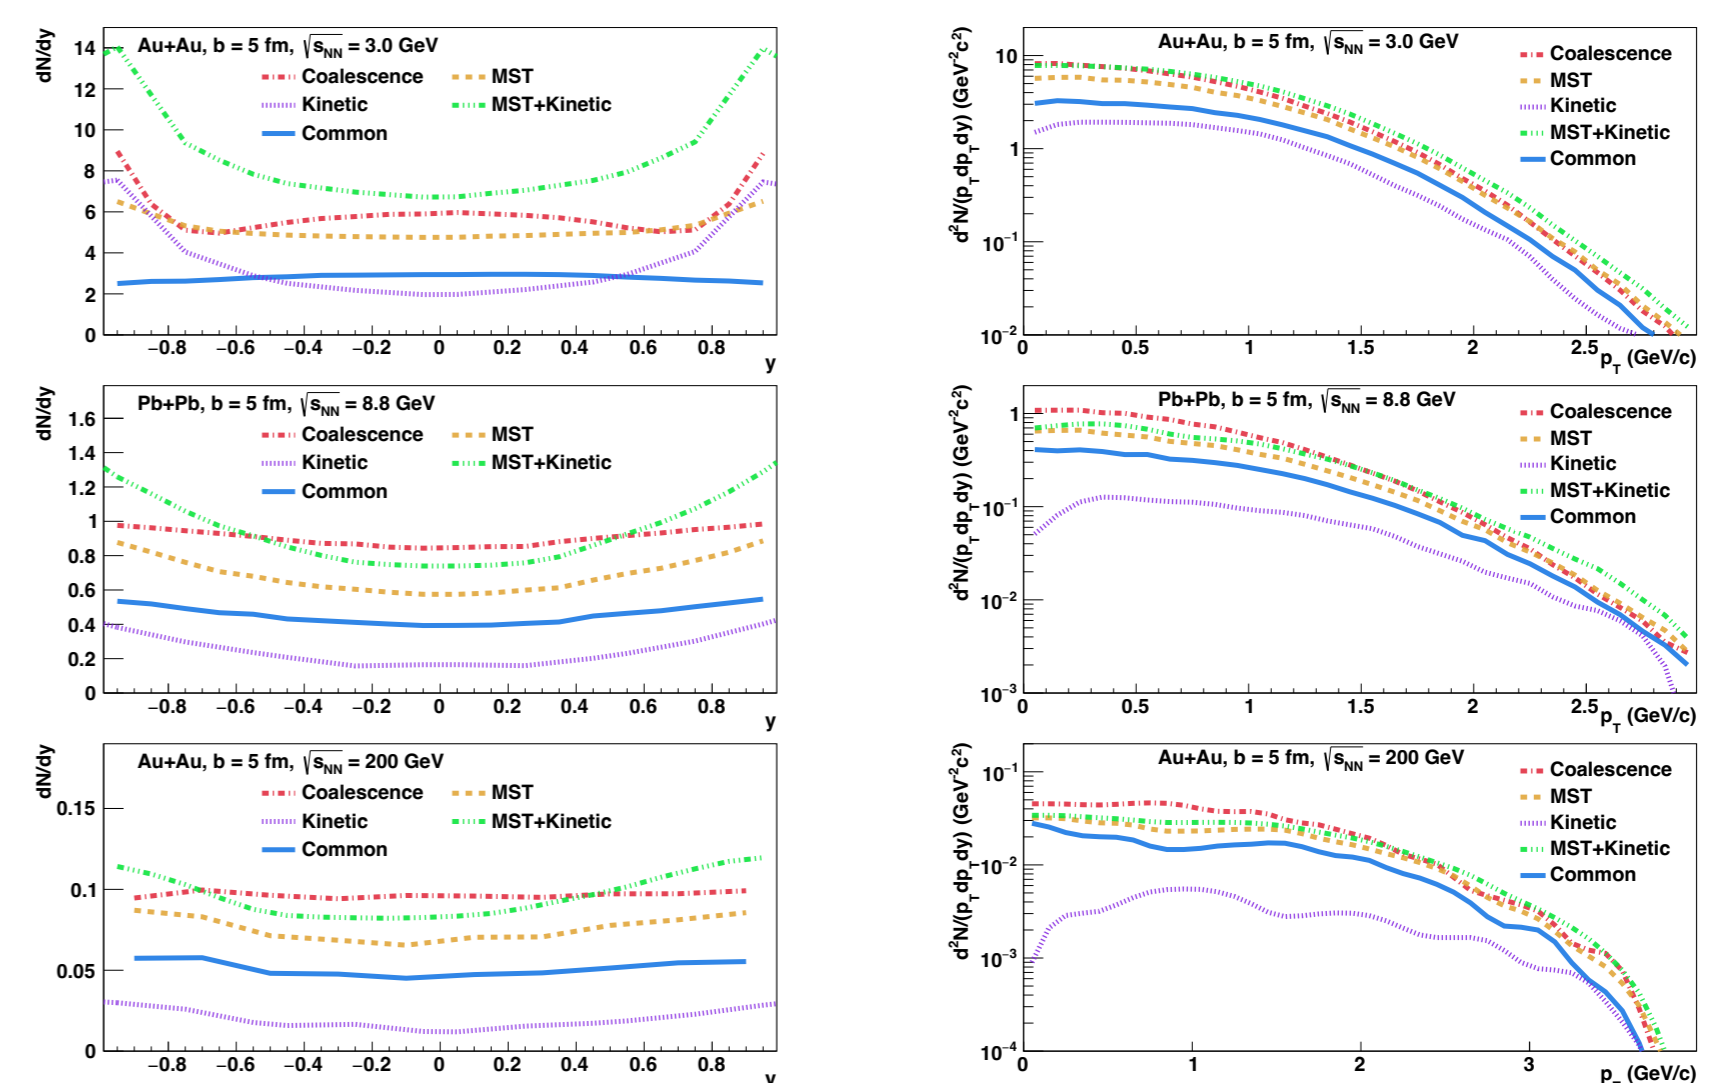 dN/dy
Au+Au, b = 5 fm, √sNN = 3.0 GeV
Coalescence
MST
Kinetic
MST+Kinetic
Common
14
12
10
8
6
4
2
0
−0.8 −0.6 −0.4 −0.2 0 0.2 0.4 0.6 0.8
y
d²N/(pTdpTdy) (GeV⁻²c²)
Au+Au, b = 5 fm, √sNN = 3.0 GeV
Coalescence
MST
Kinetic
MST+Kinetic
Common
10
1
10⁻¹
10⁻²
0 0.5 1 1.5 2 2.5
pT (GeV/c)
dN/dy
Pb+Pb, b = 5 fm, √sNN = 8.8 GeV
Coalescence
MST
Kinetic
MST+Kinetic
Common
1.6
1.4
1.2
1
0.8
0.6
0.4
0.2
0
−0.8 −0.6 −0.4 −0.2 0 0.2 0.4 0.6 0.8
y
d²N/(pTdpTdy) (GeV⁻²c²)
Pb+Pb, b = 5 fm, √sNN = 8.8 GeV
Coalescence
MST
Kinetic
MST+Kinetic
Common
1
10⁻¹
10⁻²
10⁻³
0 0.5 1 1.5 2 2.5
pT (GeV/c)
dN/dy
Au+Au, b = 5 fm, √sNN = 200 GeV
Coalescence
MST
Kinetic
MST+Kinetic
Common
0.15
0.1
0.05
0
−0.8 −0.6 −0.4 −0.2 0 0.2 0.4 0.6 0.8
y
d²N/(pTdpTdy) (GeV⁻²c²)
Au+Au, b = 5 fm, √sNN = 200 GeV
Coalescence
MST
Kinetic
MST+Kinetic
Common
10⁻¹
10⁻²
10⁻³
10⁻⁴
0 1 2 3
pT (GeV/c)